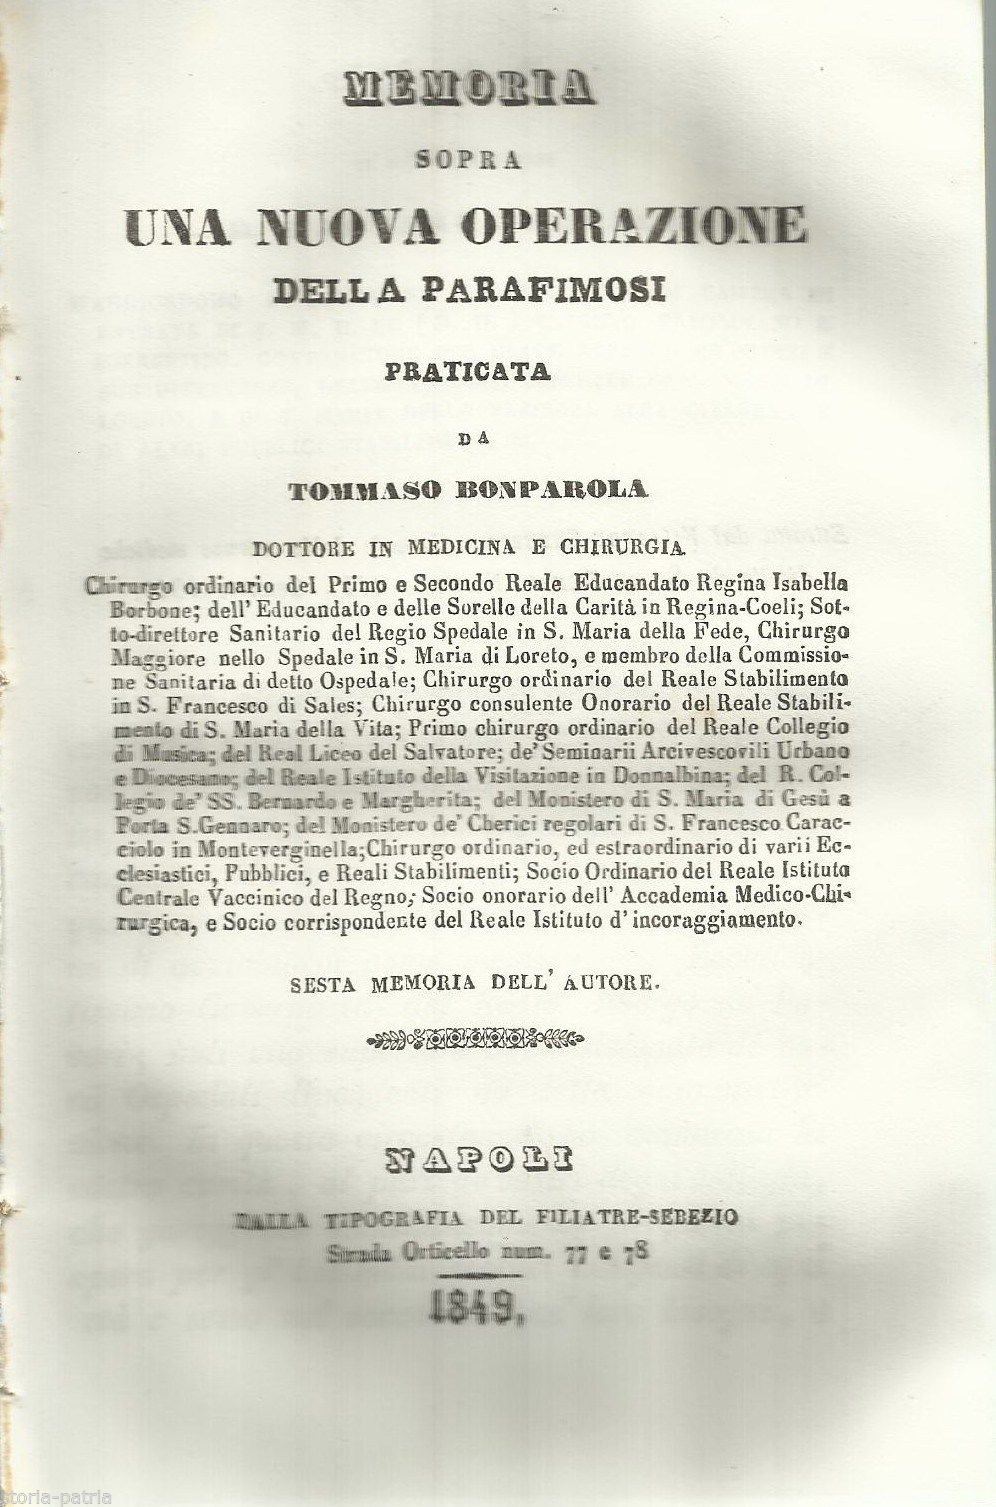 MEMORIA
SOPRA
UNA NUOVA OPERAZIONE
DELLA PARAFIMOSI
PRATICATA
DA
TOMMASO BONPAROLA
DOTTORE IN MEDICINA E CHIRURGIA
Chirurgo ordinario del Primo e Secondo Reale Educandato Regina Isabella
Borbone; dell' Educandato e delle Sorelle della Carità in Regina-Coeli; Sot-
to-direttore Sanitario del Regio Spedale in S. Maria della Fede, Chirurgo
Maggiore nello Spedale in S. Maria di Loreto, e membro della Commissio-
ne Sanitaria di detto Ospedale; Chirurgo ordinario del Reale Stabilimento
in S. Francesco di Sales; Chirurgo consulente Onorario del Reale Stabili-
mento di S. Maria della Vita; Primo chirurgo ordinario del Reale Collegio
di Musica; del Real Liceo del Salvatore; de' Seminarii Arcivescovili Urbano
e Diocesano; del Reale Istituto della Visitazione in Donnalbina; del R. Col-
legio de' SS. Bernardo e Margherita; del Monistero di S. Maria di Gesù a
Porta S. Gennaro; del Monistero de' Cherici regolari di S. Francesco Carac-
ciolo in Monteverginella; Chirurgo ordinario, ed estraordinario di varii Ec-
clesiastici, Pubblici, e Reali Stabilimenti; Socio Ordinario del Reale Istituto
Centrale Vaccinico del Regno; Socio onorario dell' Accademia Medico-Chi-
rurgica, e Socio corrispondente del Reale Istituto d' incoraggiamento.
SESTA MEMORIA DELL' AUTORE.
NAPOLI
DALLA TIPOGRAFIA DEL FILIATRE-SEBEZIO
Strada Orticello num. 77 e 78
1849.
storia-patria